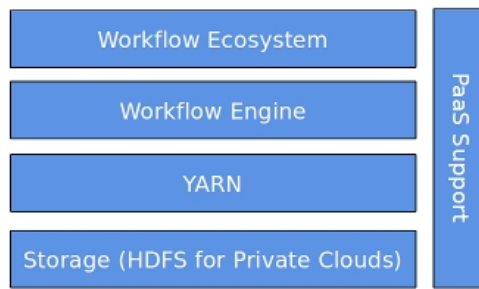 Workflow Ecosystem
Workflow Engine
YARN
Storage (HDFS for Private Clouds)
PaaS Support